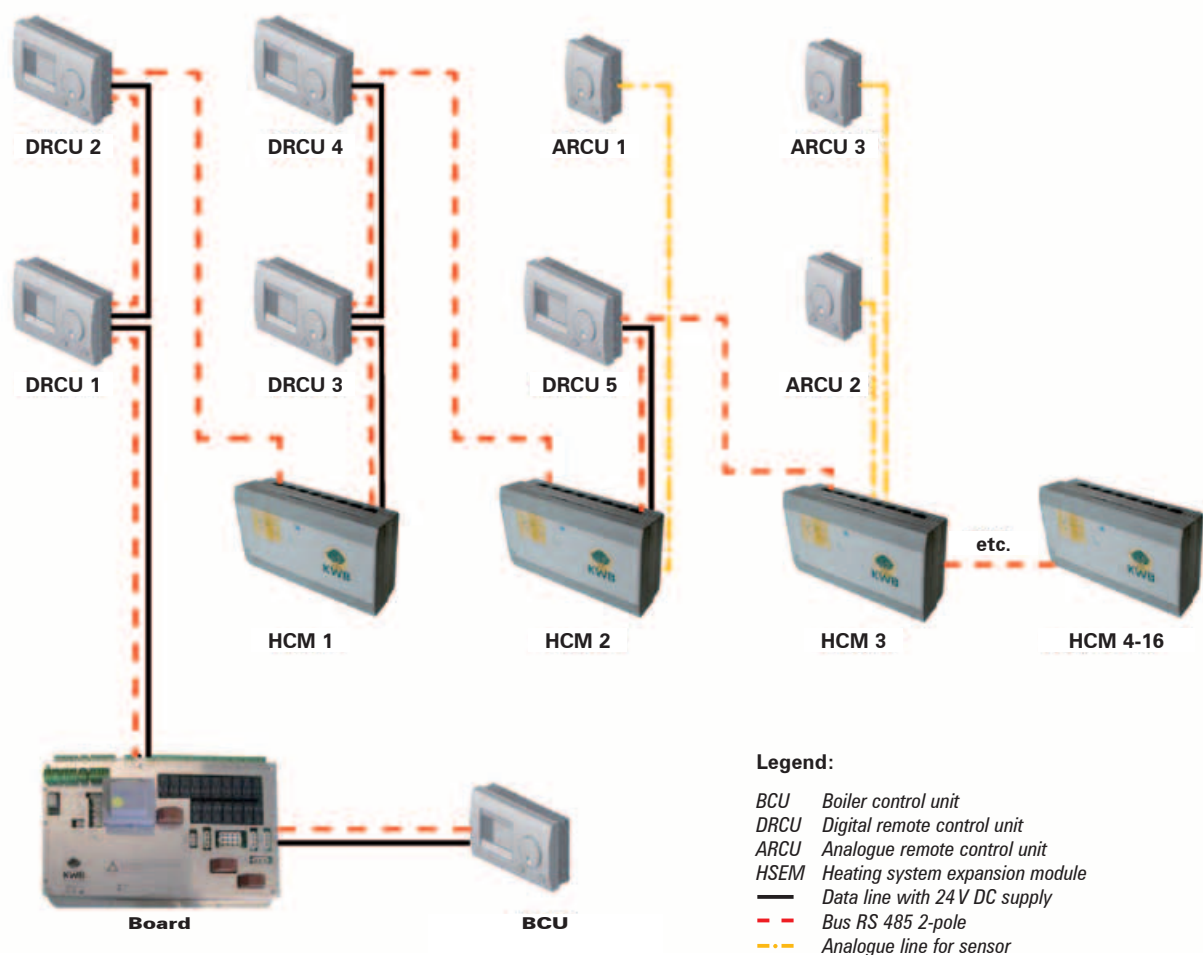 DRCU 2
DRCU 4
ARCU 1
ARCU 3
DRCU 1
DRCU 3
DRCU 5
ARCU 2
etc.
KWB
KWB
KWB
KWB
HCM 1
HCM 2
HCM 3
HCM 4-16
KWB
Board
BCU
Legend:
BCU Boiler control unit
DRCU Digital remote control unit
ARCU Analogue remote control unit
HSEM Heating system expansion module
Data line with 24 V DC supply
Bus RS 485 2-pole
Analogue line for sensor